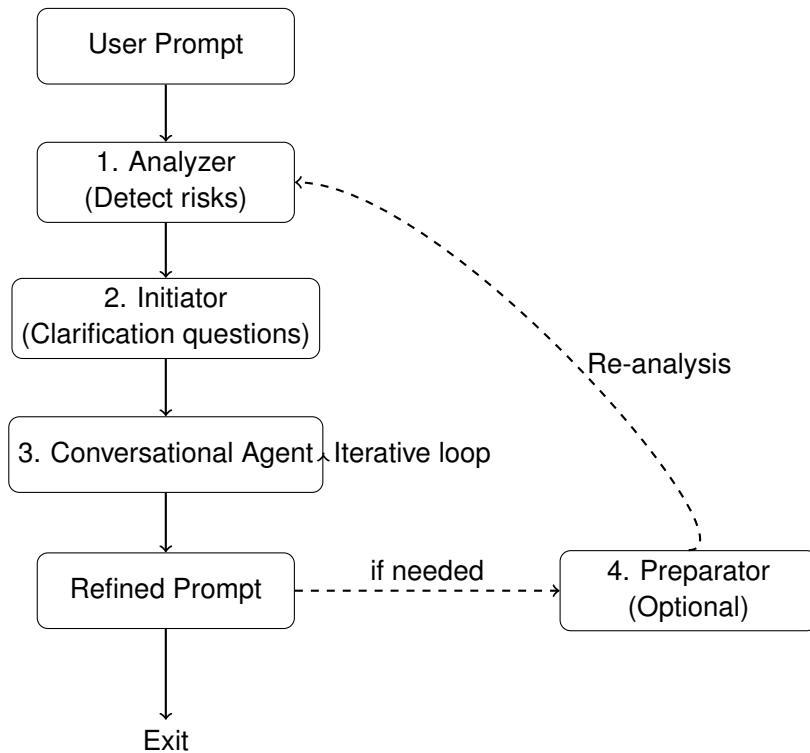 User Prompt
1. Analyzer
(Detect risks)
2. Initiator
(Clarification questions)
Re-analysis
3. Conversational Agent
Iterative loop
Refined Prompt
if needed
4. Preparator
(Optional)
Exit